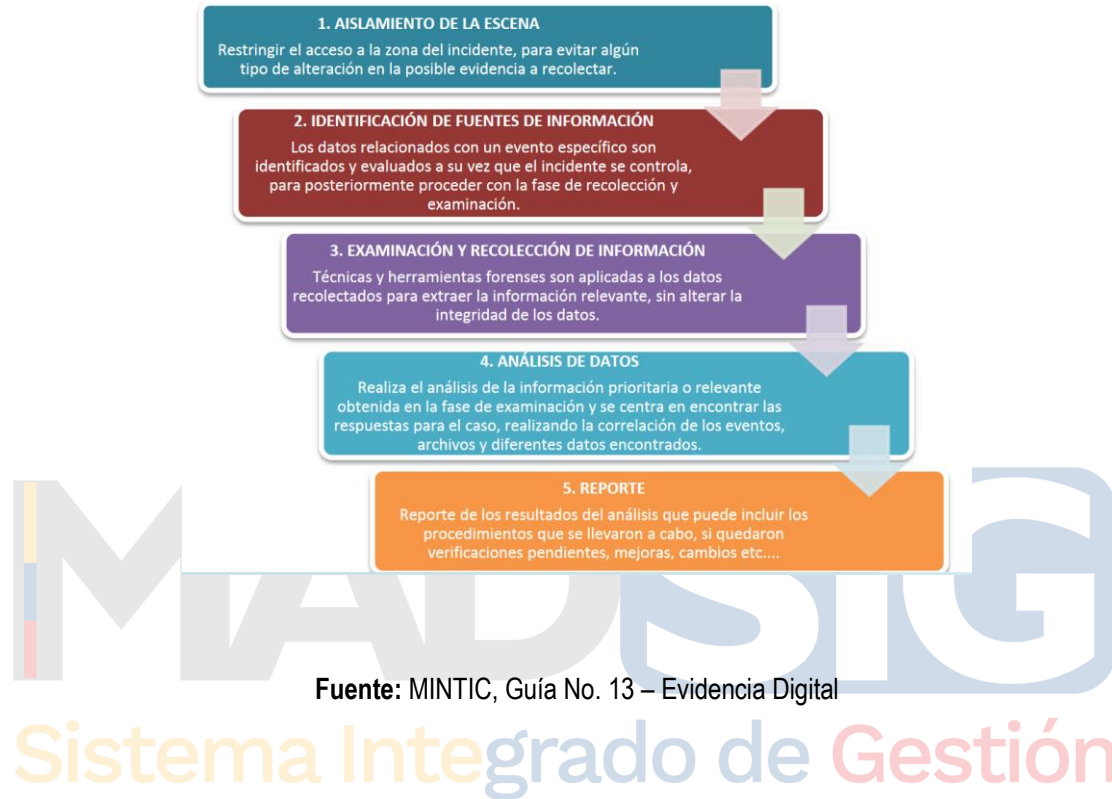 1. AISLAMIENTO DE LA ESCENA
Restringir el acceso a la zona del incidente, para evitar algún
tipo de alteración en la posible evidencia a recolectar.
2. IDENTIFICACIÓN DE FUENTES DE INFORMACIÓN
Los datos relacionados con un evento específico son
identificados y evaluados a su vez que el incidente se controla,
para posteriormente proceder con la fase de recolección y
examinación.
3. EXAMINACIÓN Y RECOLECCIÓN DE INFORMACIÓN
Técnicas y herramientas forenses son aplicadas a los datos
recolectados para extraer la información relevante, sin alterar la
integridad de los datos.
4. ANÁLISIS DE DATOS
Realiza el análisis de la información prioritaria o relevante
obtenida en la fase de examinación y se centra en encontrar las
respuestas para el caso, realizando la correlación de los eventos,
archivos y diferentes datos encontrados.
5. REPORTE
Reporte de los resultados del análisis que puede incluir los
procedimientos que se llevaron a cabo, si quedaron
verificaciones pendientes, mejoras, cambios etc....
MADSIG
Fuente: MINTIC, Guía No. 13 – Evidencia Digital
Sistema Integrado de Gestión